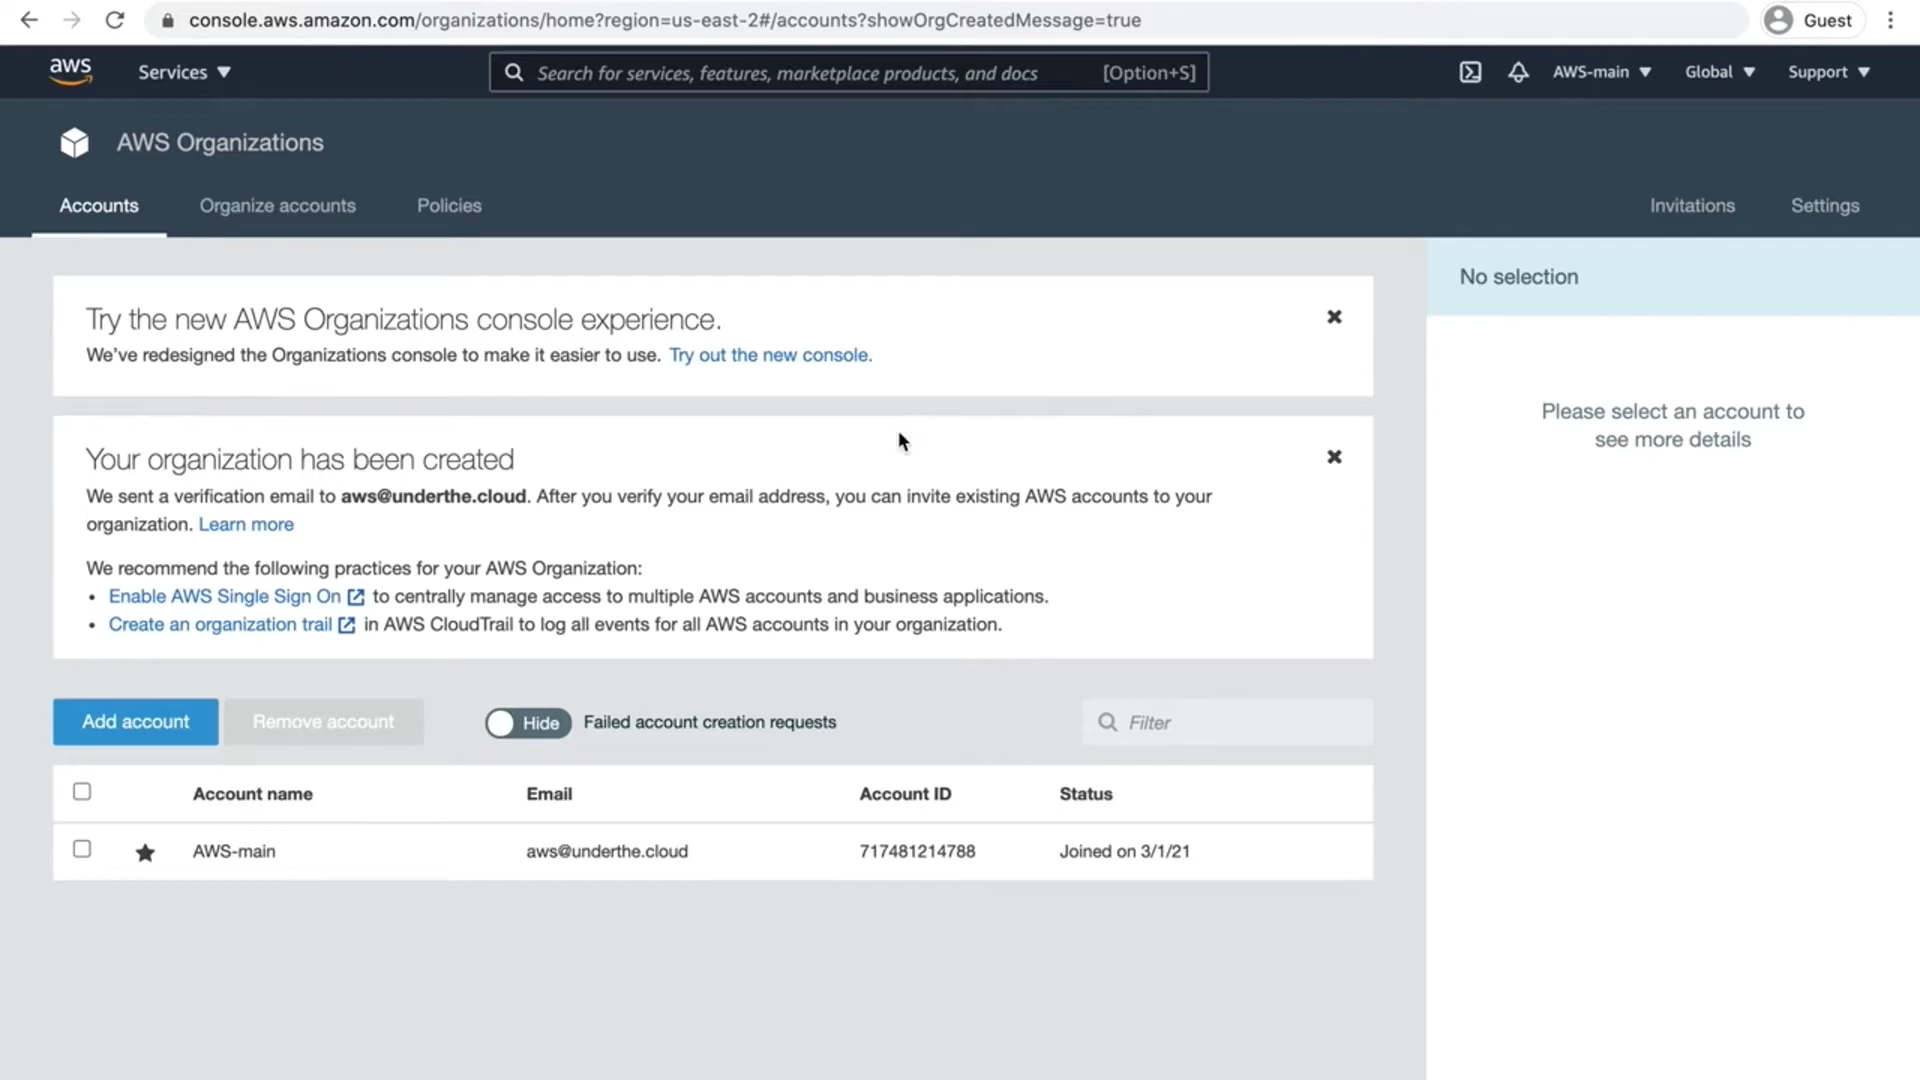 console.aws.amazon.com/organizations/home?region=us-east-2#/accounts?showOrgCreatedMessage=true
Guest
aws
Services
Search for services, features, marketplace products, and docs
[Option+S]
AWS-main
Global
Support
AWS Organizations
Accounts
Organize accounts
Policies
Invitations
Settings
Try the new AWS Organizations console experience.
We've redesigned the Organizations console to make it easier to use. Try out the new console.
Your organization has been created
We sent a verification email to aws@underthe.cloud. After you verify your email address, you can invite existing AWS accounts to your
organization. Learn more
We recommend the following practices for your AWS Organization:
• Enable AWS Single Sign On to centrally manage access to multiple AWS accounts and business applications.
• Create an organization trail in AWS CloudTrail to log all events for all AWS accounts in your organization.
No selection
Please select an account to
see more details
Add account
Remove account
Hide
Failed account creation requests
Filter
Account name Email Account ID Status
AWS-main aws@underthe.cloud 717481214788 Joined on 3/1/21